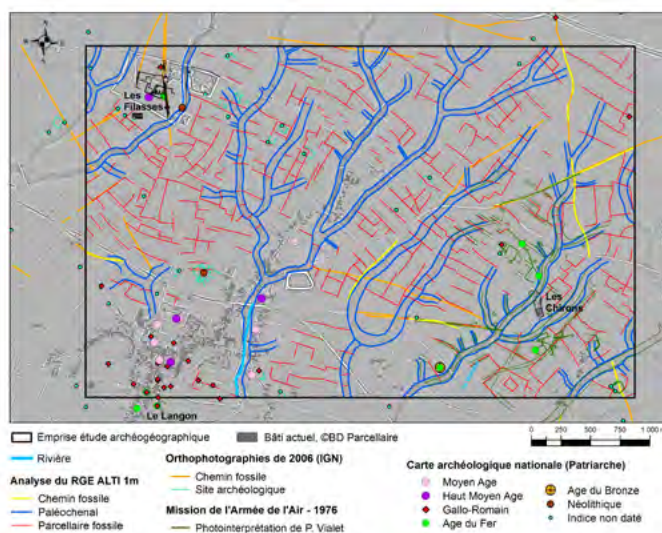 Les
Filasses
Les
Chirons
Le Langon
0 250 500 750 1000 m
Emprise étude archéogéographique
Bâti actuel, ©BD Parcellaire
Rivière
Analyse du RGE ALTI 1m
Chemin fossile
Paléochenal
Parcellaire fossile
Orthophotographies de 2006 (IGN)
Chemin fossile
Site archéologique
Mission de l'Armée de l'Air - 1976
Photointerprétation de P. Vialet
Carte archéologique nationale (Patriarche)
Moyen Age
Haut Moyen Age
Gallo-Romain
Age du Fer
Age du Bronze
Néolithique
Indice non daté